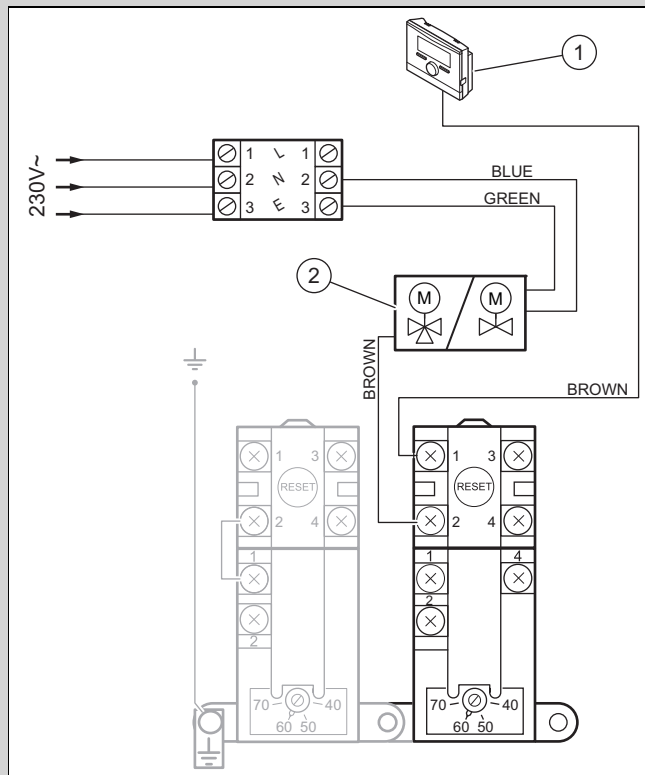 1
230V~
1 L 1
2 N 2
3 E 3
BLUE
GREEN
2
M M
BROWN
BROWN
1 3
RESET
2 4
1
2
70 40
60 50
1 3
RESET
2 4
1 4
2
70 40
60 50